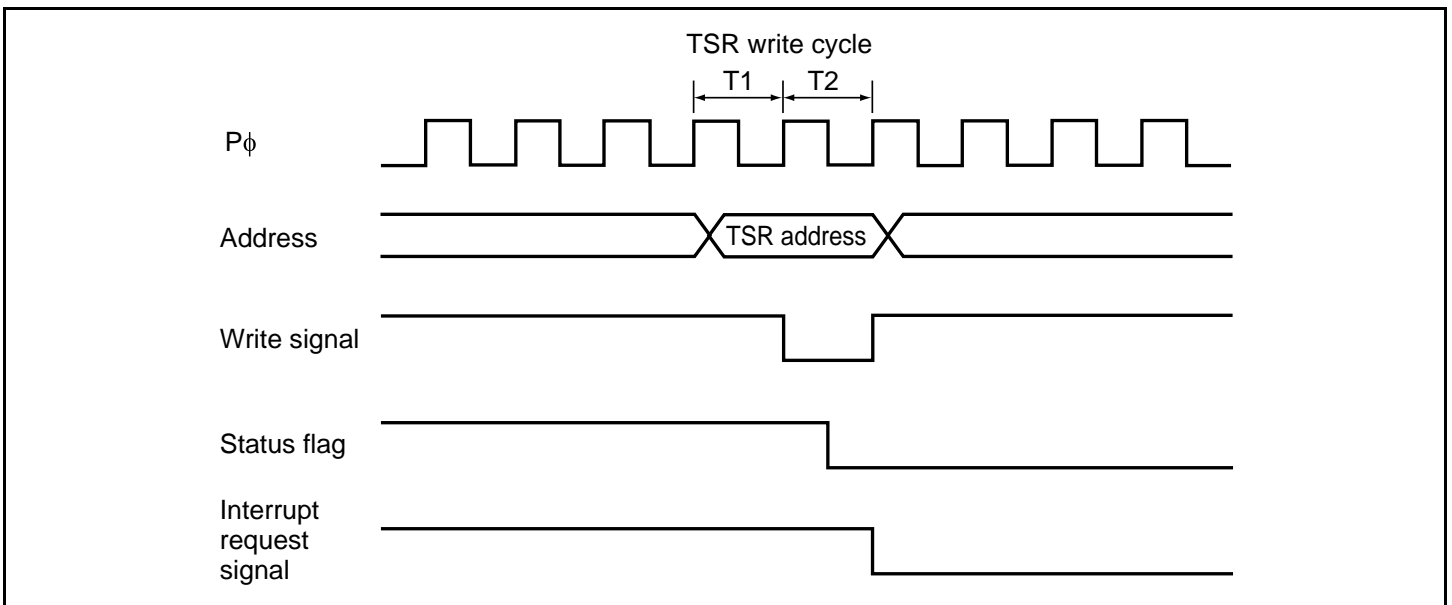 TSR write cycle
T1 T2
Pϕ
Address
TSR address
Write signal
Status flag
Interrupt
request
signal